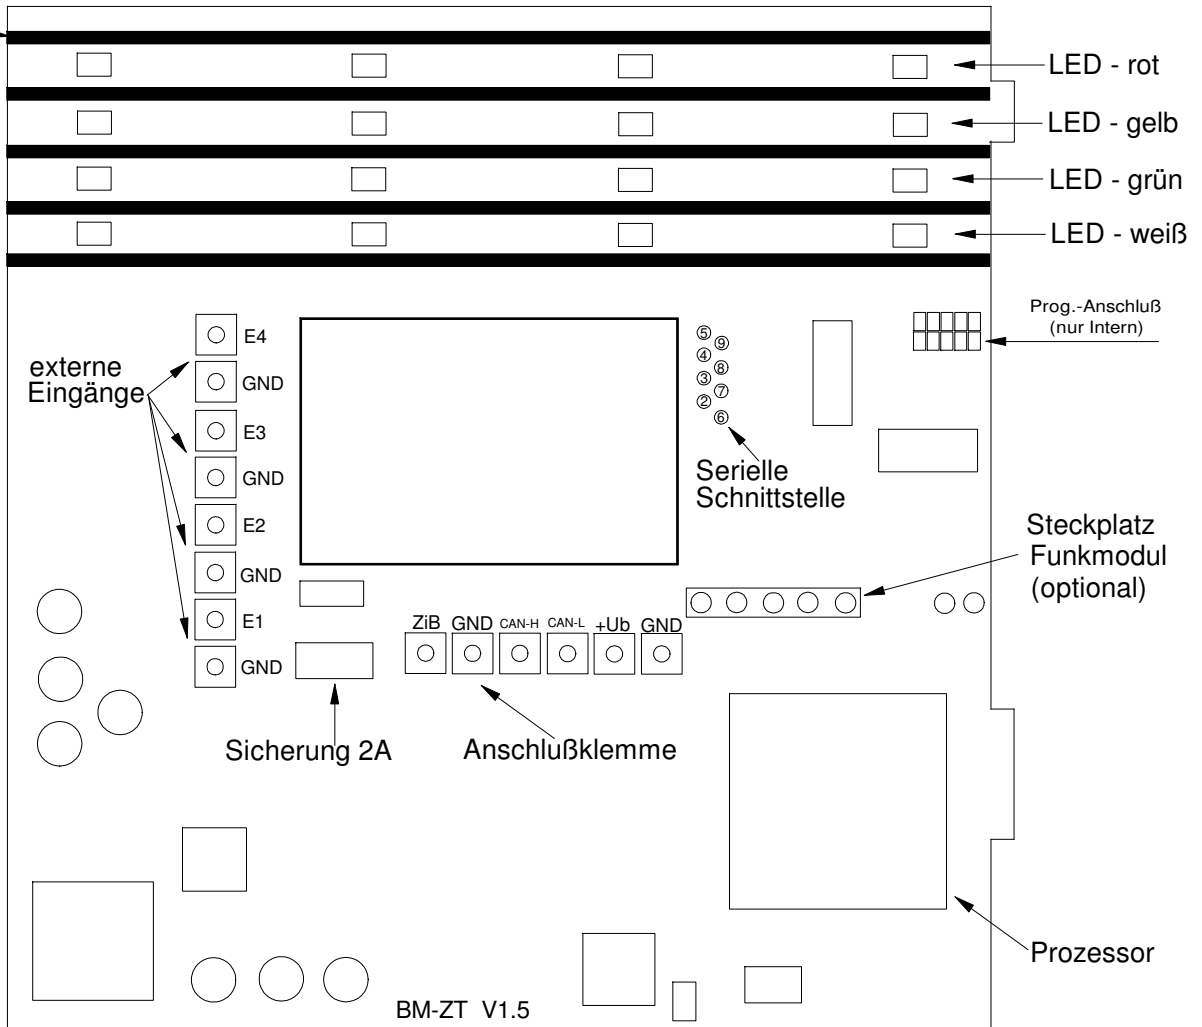 LED - rot
LED - gelb
LED - grün
LED - weiß
Prog.-Anschluß
(nur Intern)
E4
externe
Eingänge
GND
E3
GND
E2
GND
E1
GND
5
9
4
8
3
7
2
6
Serielle
Schnittstelle
Steckplatz
Funkmodul
(optional)
ZiB GND CAN-H CAN-L +Ub GND
Sicherung 2A
Anschlußklemme
Prozessor
BM-ZT V1.5